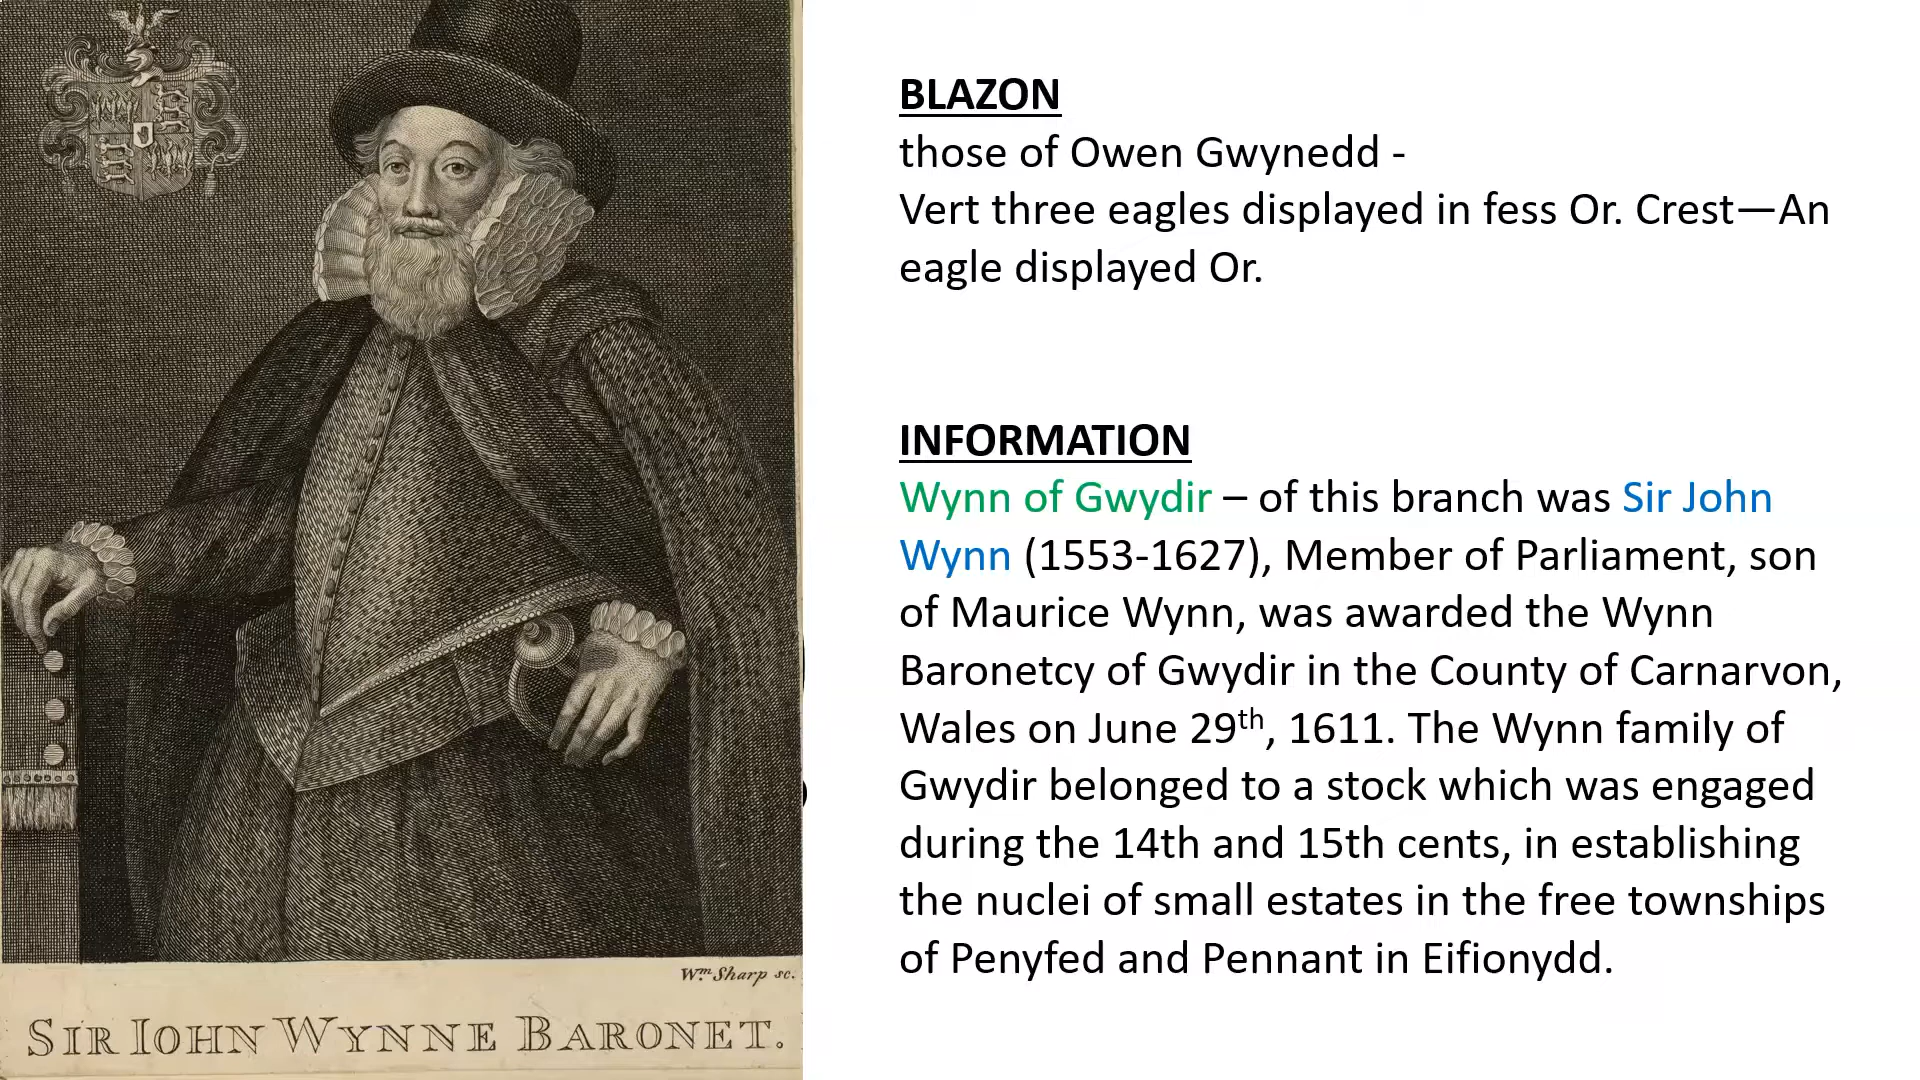 BLAZON
those of Owen Gwynedd -
Vert three eagles displayed in fess Or. Crest—An
eagle displayed Or.
INFORMATION
Wynn of Gwydir – of this branch was Sir John
Wynn (1553-1627), Member of Parliament, son
of Maurice Wynn, was awarded the Wynn
Baronetcy of Gwydir in the County of Carnarvon,
Wales on June 29th, 1611. The Wynn family of
Gwydir belonged to a stock which was engaged
during the 14th and 15th cents, in establishing
the nuclei of small estates in the free townships
of Penyfed and Pennant in Eifionydd.
Wm Sharp sc.
SIR IOHN WYNNE BARONET.